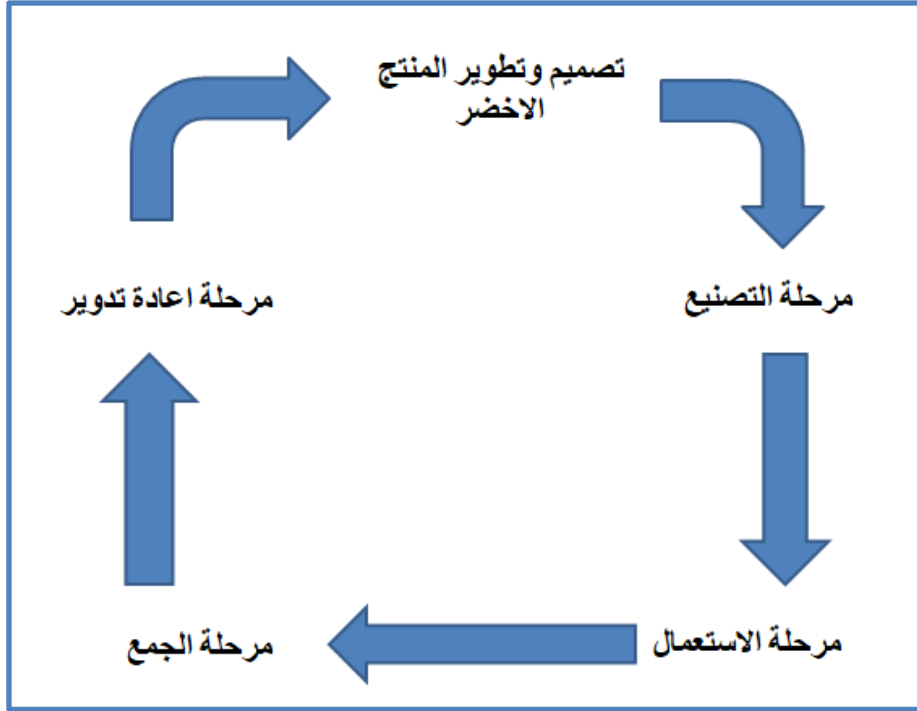 تصميم وتطوير المنتج
الاخضر
مرحلة اعادة تدوير
مرحلة التصنيع
مرحلة الجمع
مرحلة الاستعمال